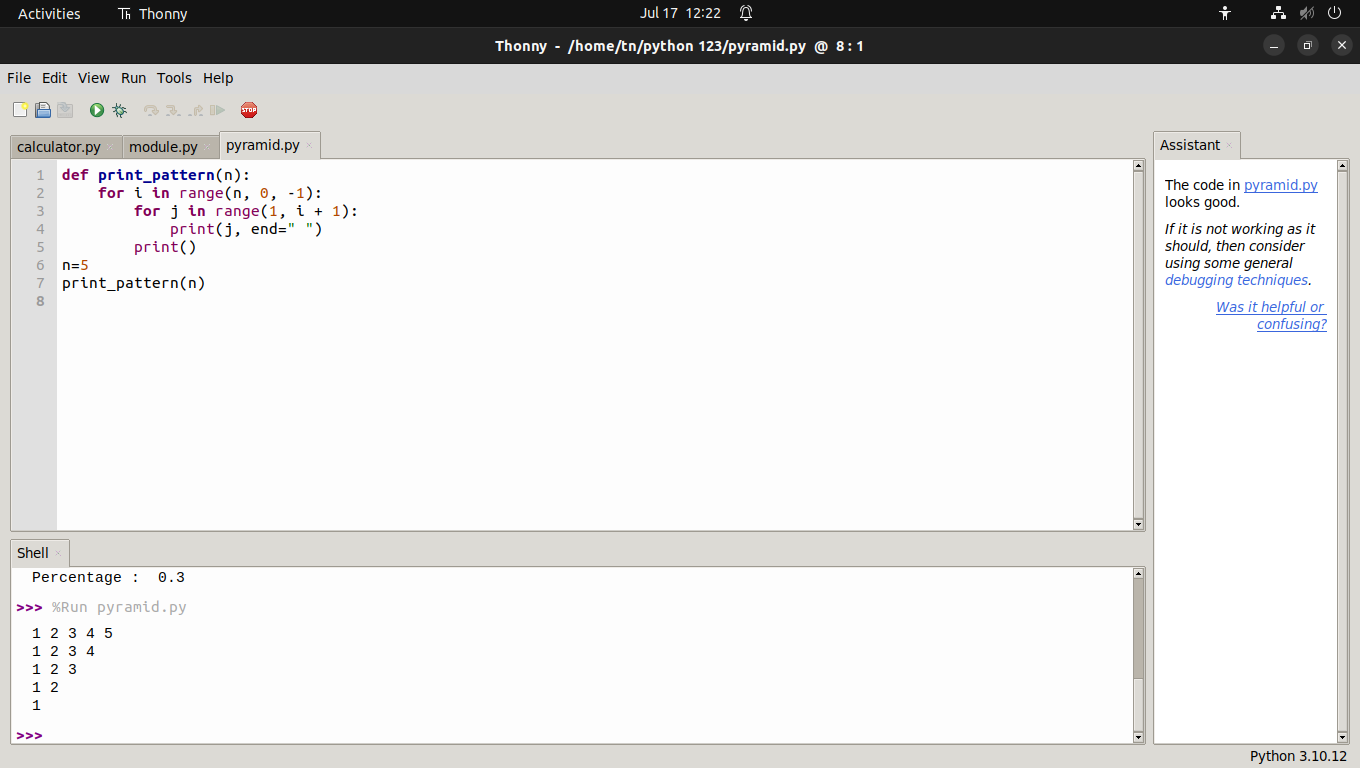 Activities Thonny Jul 17 12:22
Thonny - /home/tn/python 123/pyramid.py @ 8 : 1
File Edit View Run Tools Help
STOP
calculator.py module.py pyramid.py
1 def print_pattern(n):
2     for i in range(n, 0, -1):
3         for j in range(1, i + 1):
4             print(j, end=" ")
5         print()
6 n=5
7 print_pattern(n)
8
Shell
Percentage :  0.3
>>> %Run pyramid.py
1 2 3 4 5
1 2 3 4
1 2 3
1 2
1
>>>
Assistant
The code in pyramid.py
looks good.
If it is not working as it
should, then consider
using some general
debugging techniques.
Was it helpful or
confusing?
Python 3.10.12